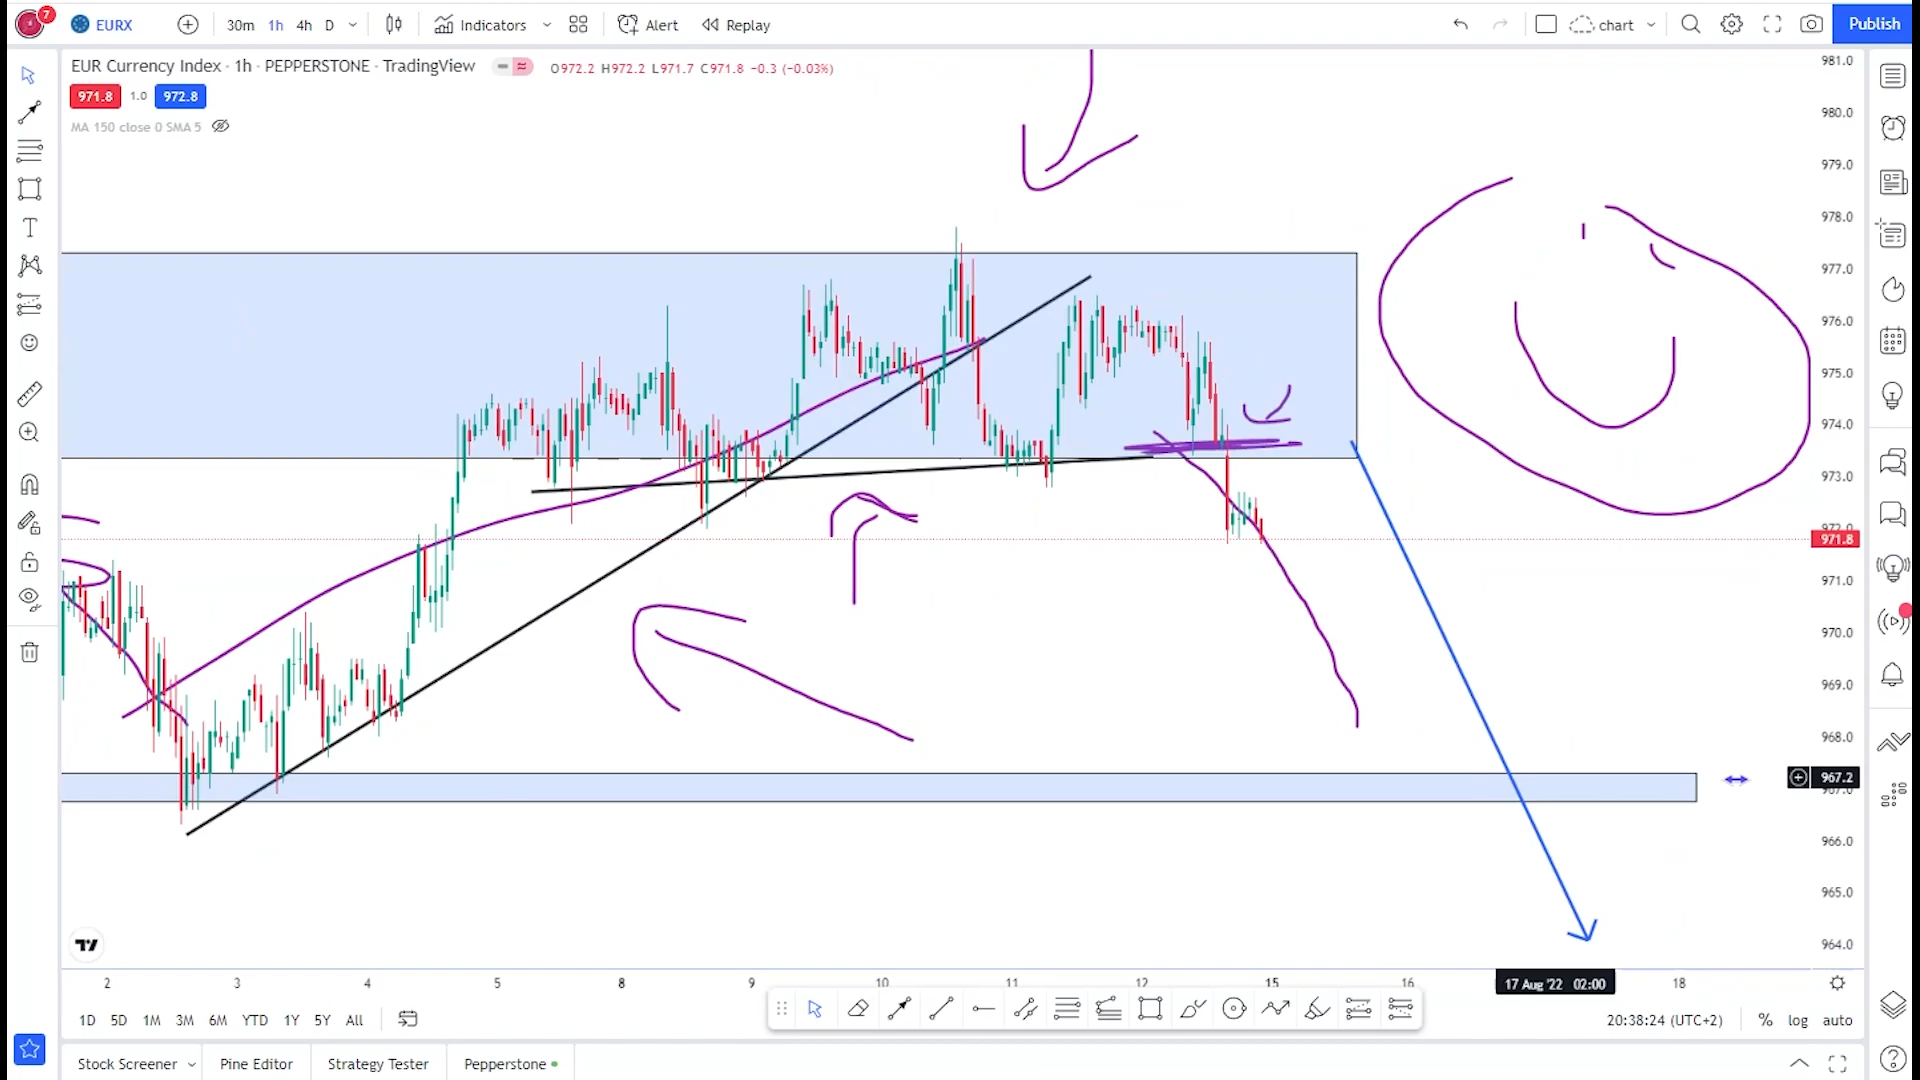 7 EURX 30m 1h 4h D Indicators Alert Replay chart Publish
EUR Currency Index · 1h · PEPPERSTONE · TradingView O972.2 H972.2 L971.7 C971.8 -0.3 (-0.03%)
971.8 1.0 972.8
MA 150 close 0 SMA 5
981.0
980.0
979.0
978.0
977.0
976.0
975.0
974.0
973.0
972.0
971.8
971.0
970.0
969.0
968.0
967.2
967.0
966.0
965.0
964.0
2 3 4 5 8 9 10 11 12 15 16 17 Aug '22 02:00 18
1D 5D 1M 3M 6M YTD 1Y 5Y All 20:38:24 (UTC+2) % log auto
Stock Screener Pine Editor Strategy Tester Pepperstone